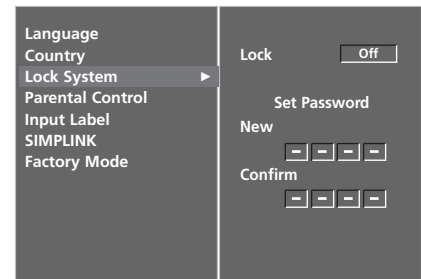 Language
Country
Lock System ►
Parental Control
Input Label
SIMPLINK
Factory Mode
Lock Off
Set Password
New
– – – –
Confirm
– – – –